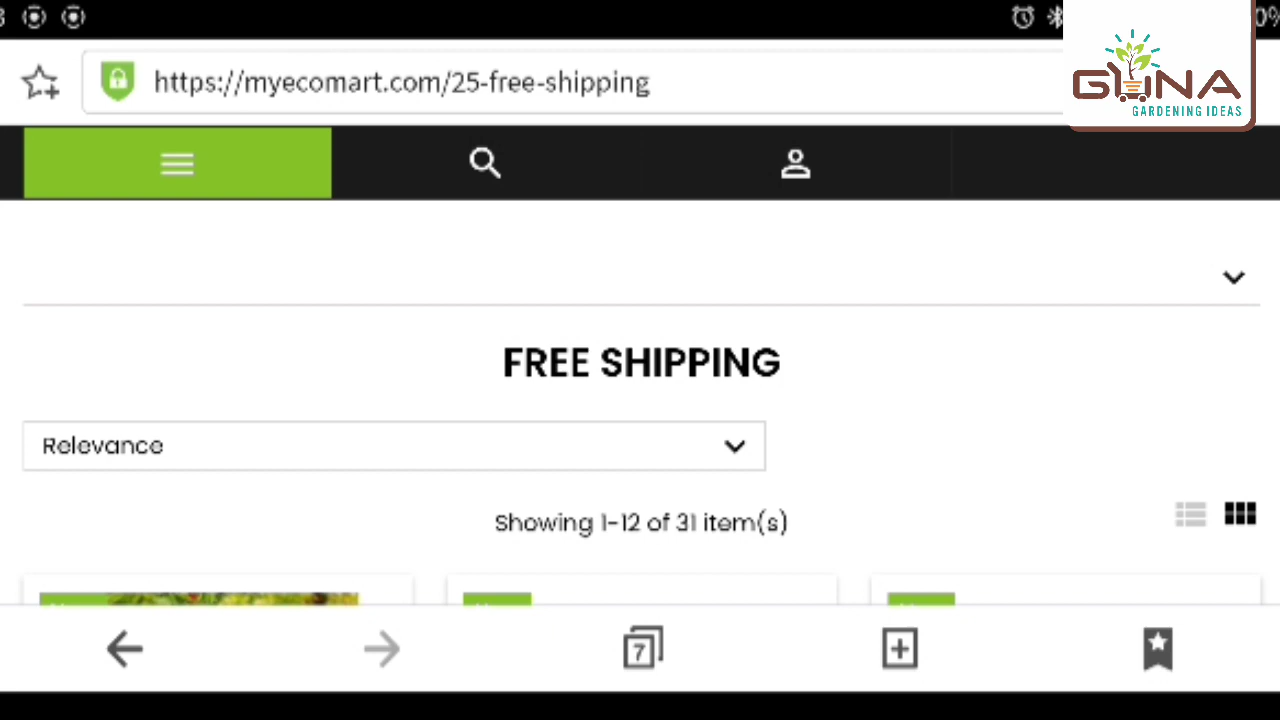 https://myecomart.com/25-free-shipping
GUNA
GARDENING IDEAS
FREE SHIPPING
Relevance
Showing 1-12 of 31 item(s)
7